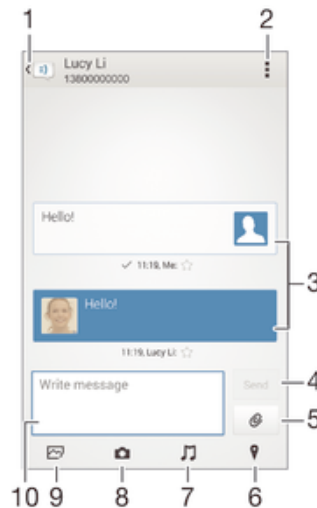 1
2
Lucy Li
13800000000
Hello!
11:19, Me:
3
Hello!
11:19, Lucy Li:
Write message
Send
4
5
10
9
8
7
6